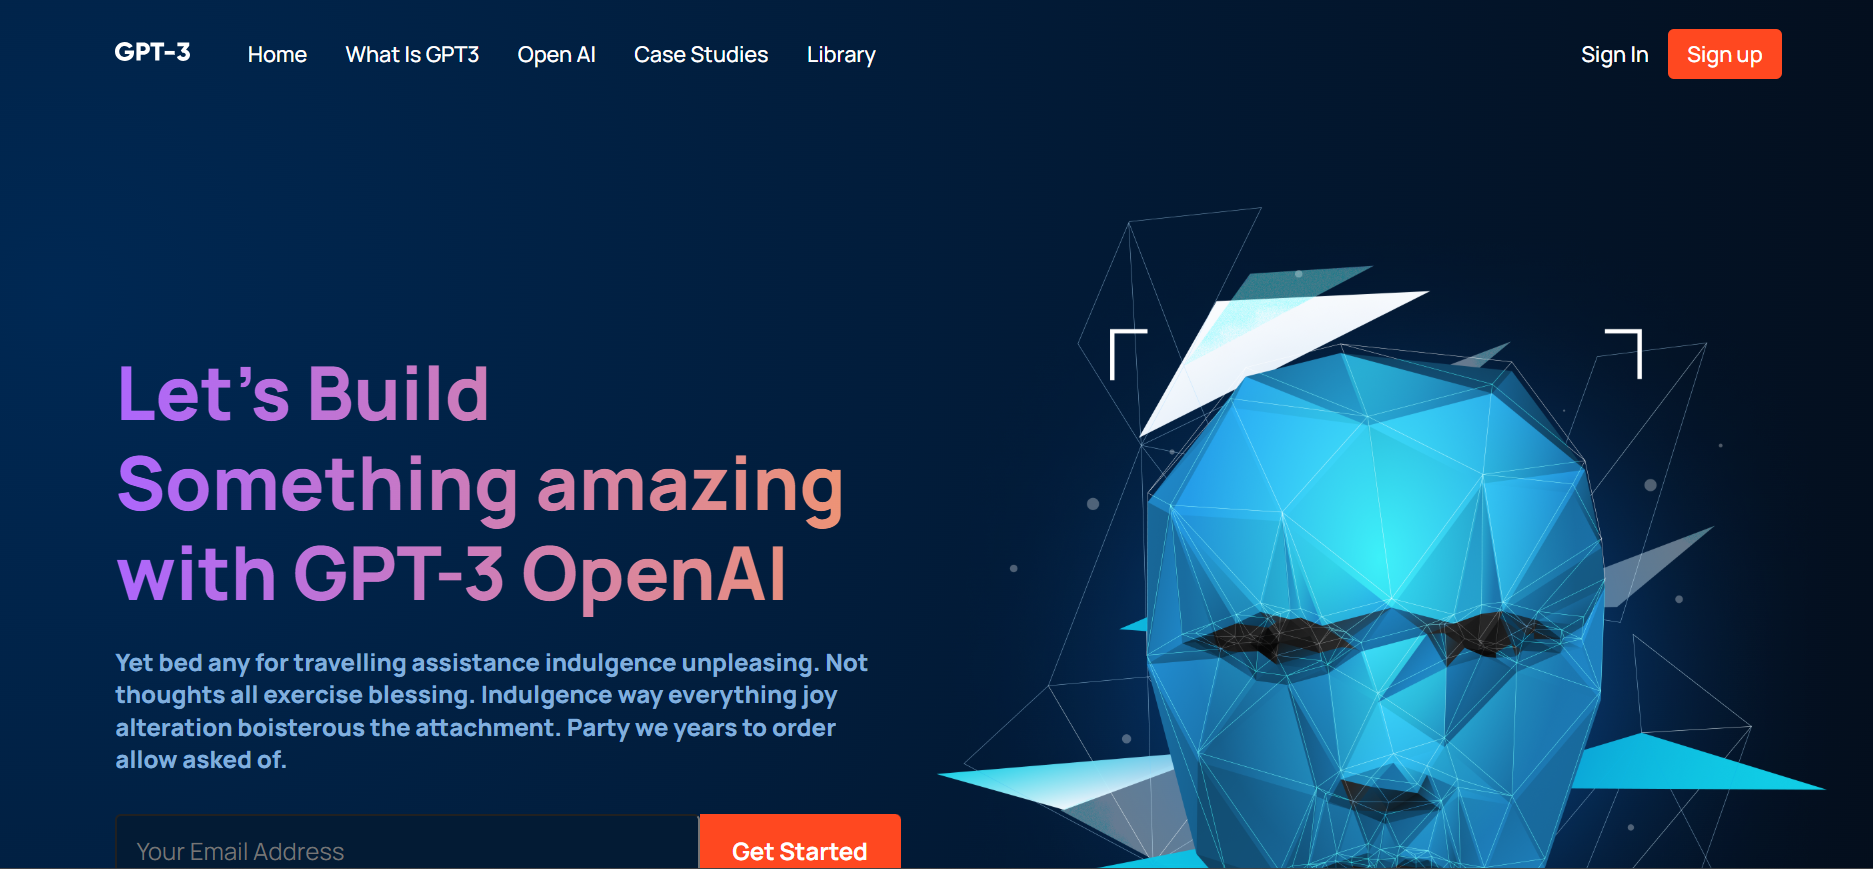 GPT-3
Home
What Is GPT3
Open AI
Case Studies
Library
Sign In
Sign up
Let’s Build
Something amazing
with GPT-3 OpenAI
Yet bed any for travelling assistance indulgence unpleasing. Not
thoughts all exercise blessing. Indulgence way everything joy
alteration boisterous the attachment. Party we years to order
allow asked of.
Your Email Address
Get Started